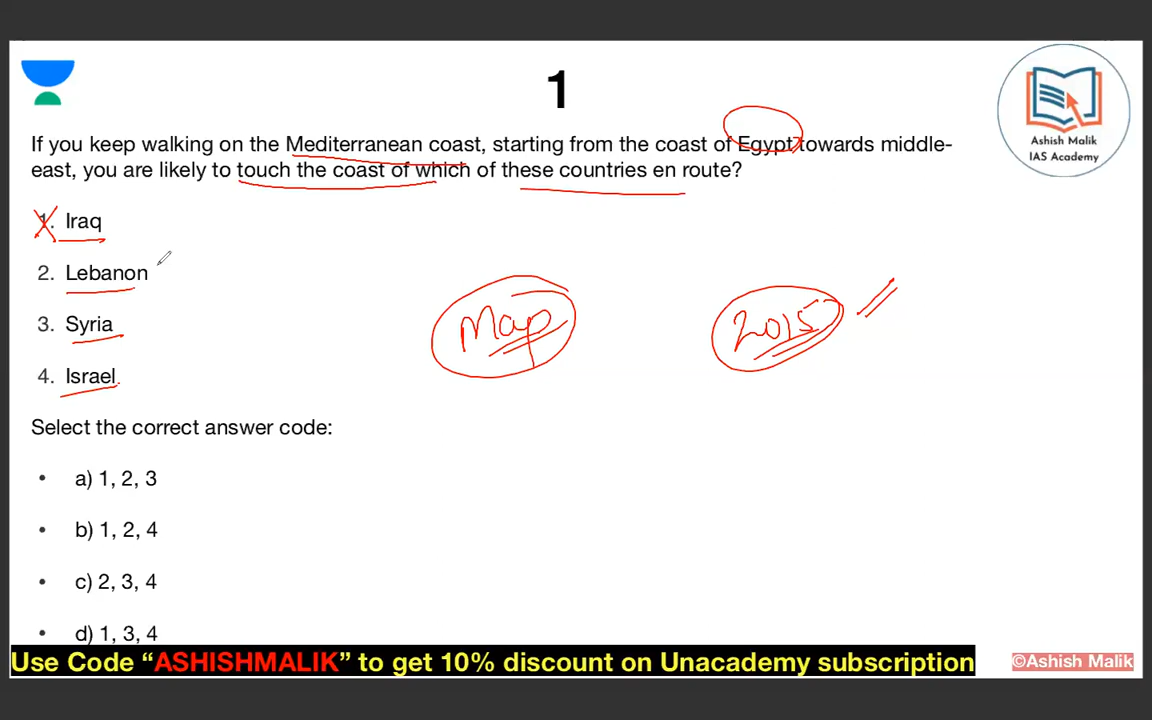 1
Ashish Malik
IAS Academy
If you keep walking on the Mediterranean coast, starting from the coast of Egypt towards middle-
east, you are likely to touch the coast of which of these countries en route?
1. Iraq
2. Lebanon
3. Syria
4. Israel
Map
2015
Select the correct answer code:
• a) 1, 2, 3
• b) 1, 2, 4
• c) 2, 3, 4
• d) 1, 3, 4
Use Code “ASHISHMALIK” to get 10% discount on Unacademy subscription
©Ashish Malik